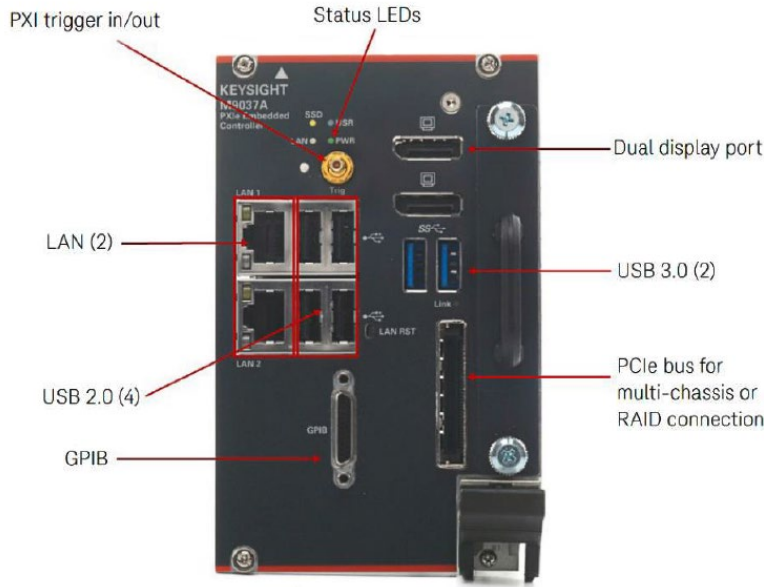 PXI trigger in/out
Status LEDs
KEYSIGHT
M9037A
PXIe Embedded
Controller
SSD
USR
LAN
PWR
Trig
LAN 1
Dual display port
LAN (2)
SS
USB 3.0 (2)
Link
LAN RST
LAN 2
USB 2.0 (4)
PCIe bus for
multi-chassis or
RAID connection
GPIB
GPIB